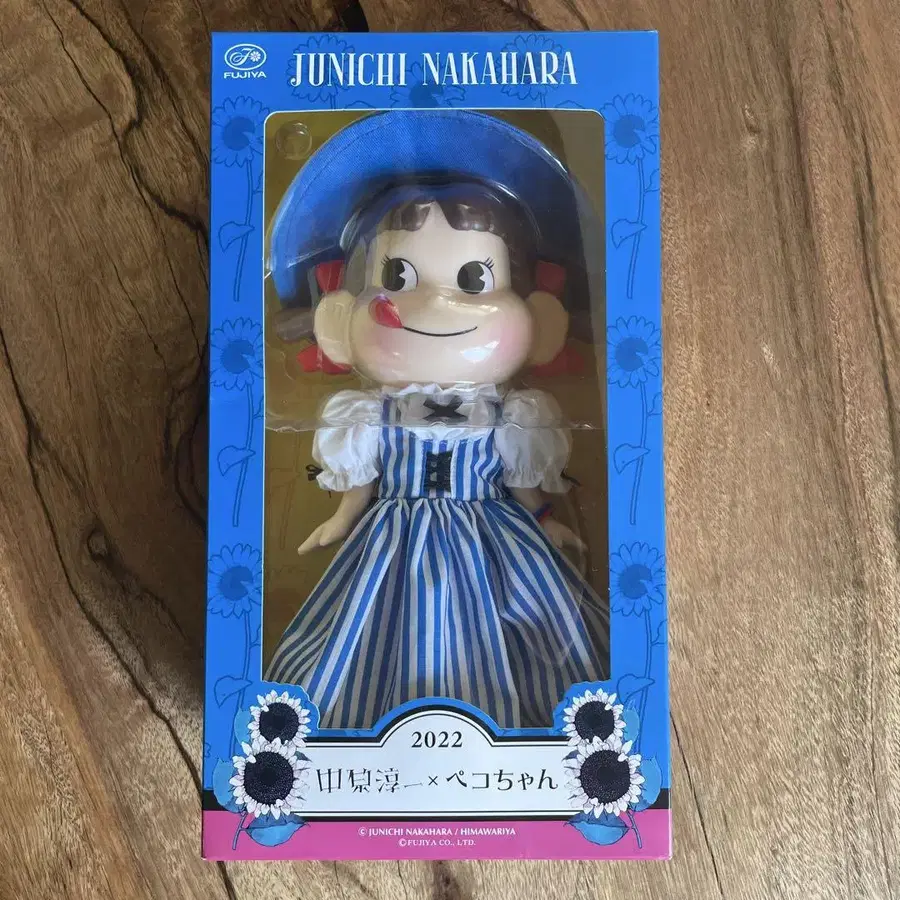 FUJIYA
JUNICHI NAKAHARA
2022
中原淳一×ペコちゃん
© JUNICHI NAKAHARA / HIMAWARIYA
©FUJIYA CO., LTD.